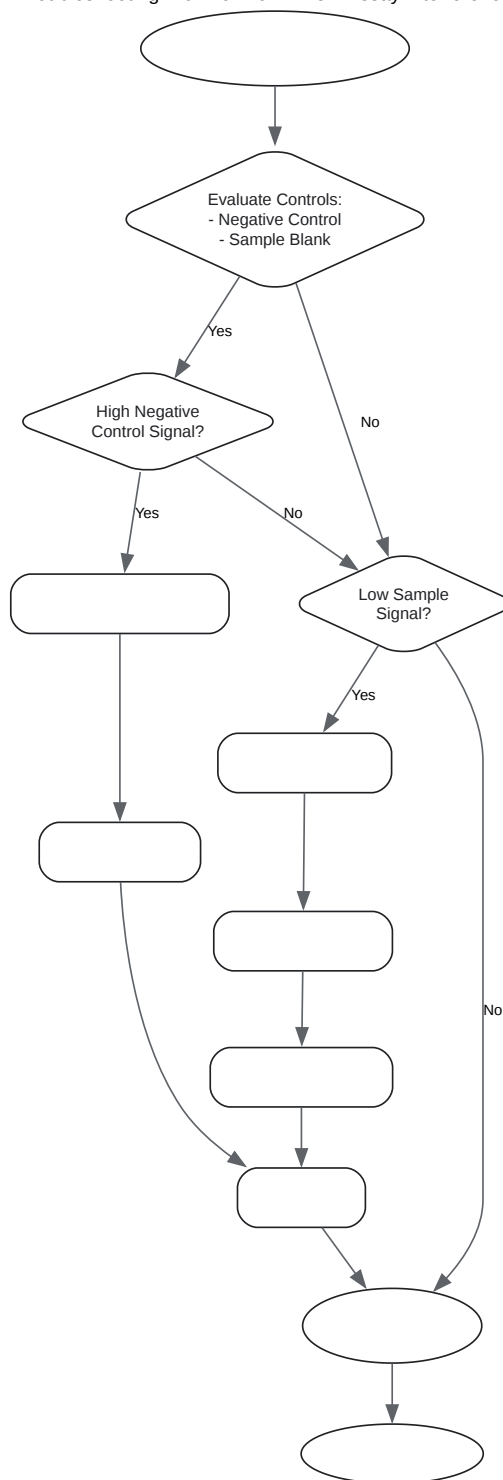 Evaluate Controls:
- Negative Control
- Sample Blank
Yes
No
High Negative
Control Signal?
Yes
No
Low Sample
Signal?
Yes
No